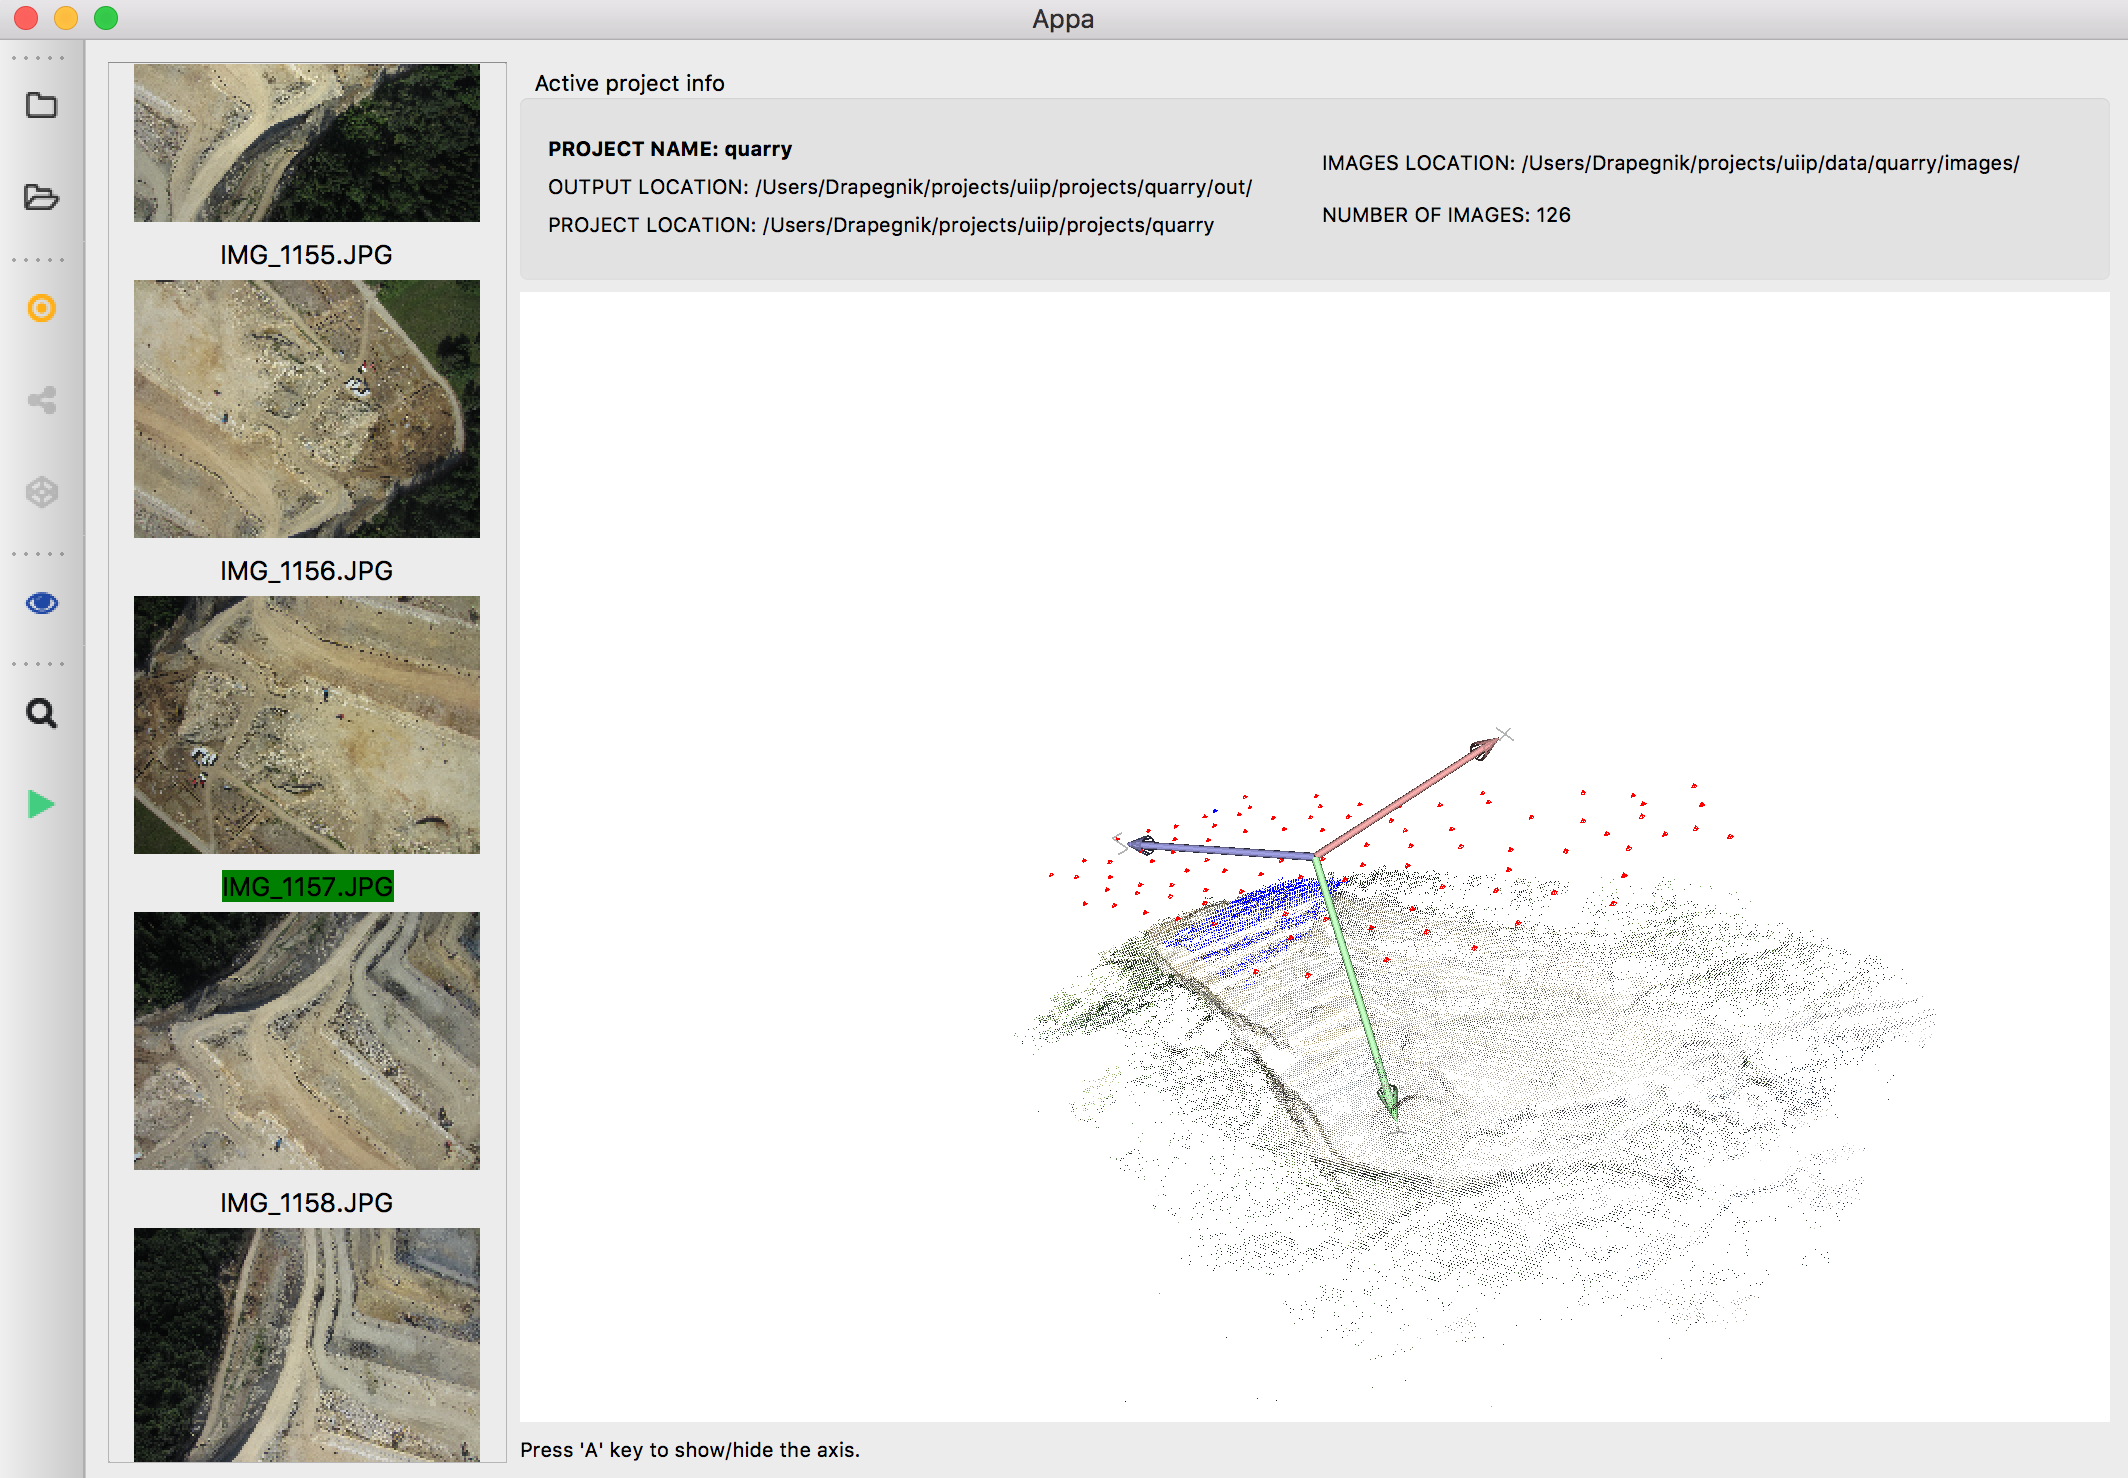 Appa
IMG_1155.JPG
IMG_1156.JPG
IMG_1157.JPG
IMG_1158.JPG
Active project info
PROJECT NAME: quarry
OUTPUT LOCATION: /Users/Drapegnik/projects/uiip/projects/quarry/out/
PROJECT LOCATION: /Users/Drapegnik/projects/uiip/projects/quarry
IMAGES LOCATION: /Users/Drapegnik/projects/uiip/data/quarry/images/
NUMBER OF IMAGES: 126
X
Press 'A' key to show/hide the axis.